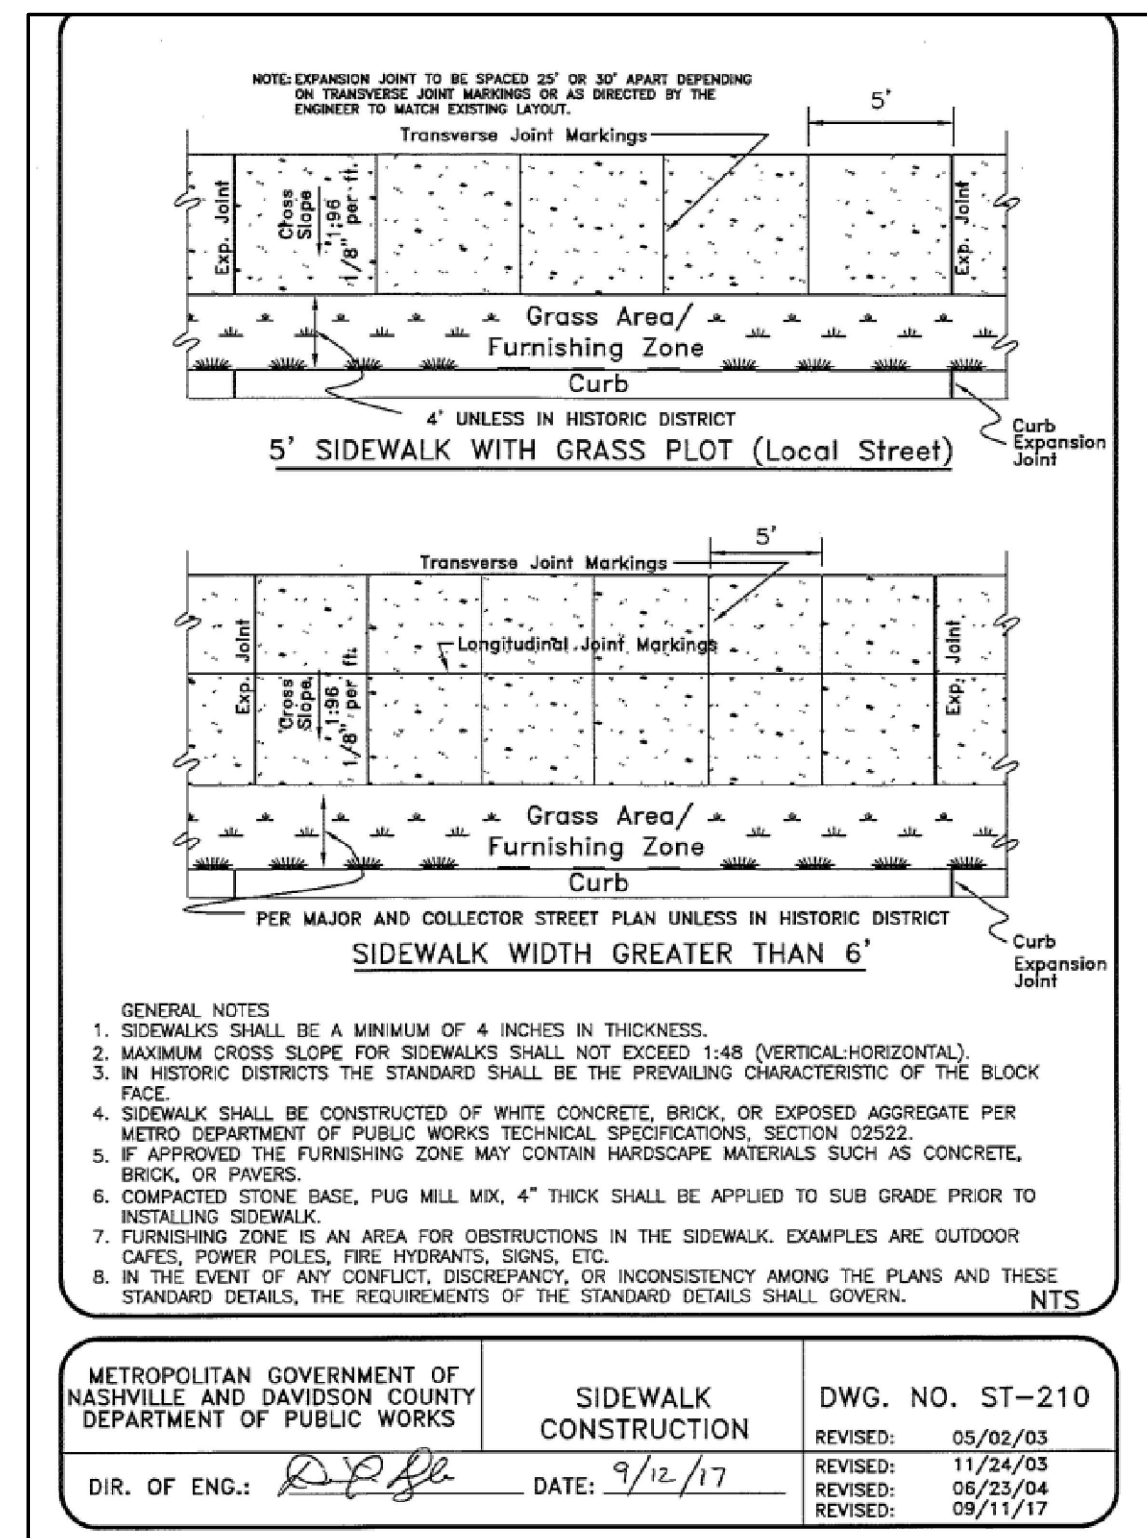 NOTE: EXPANSION JOINT TO BE SPACED 25' OR 30' APART DEPENDING
ON TRANSVERSE JOINT MARKINGS OR AS DIRECTED BY THE
ENGINEER TO MATCH EXISTING LAYOUT.
5'
Transverse Joint Markings
Exp. Joint
Cross
Slope
1:96
1/8" per ft.
Exp. Joint
Grass Area/
Furnishing Zone
Curb
4' UNLESS IN HISTORIC DISTRICT
Curb
Expansion
Joint
5' SIDEWALK WITH GRASS PLOT (Local Street)
5'
Transverse Joint Markings
Longitudinal Joint Markings
Exp. Joint
Cross
Slope
1:96
1/8" per ft.
Exp. Joint
Grass Area/
Furnishing Zone
Curb
PER MAJOR AND COLLECTOR STREET PLAN UNLESS IN HISTORIC DISTRICT
Curb
Expansion
Joint
SIDEWALK WIDTH GREATER THAN 6'
GENERAL NOTES
1. SIDEWALKS SHALL BE A MINIMUM OF 4 INCHES IN THICKNESS.
2. MAXIMUM CROSS SLOPE FOR SIDEWALKS SHALL NOT EXCEED 1:48 (VERTICAL:HORIZONTAL).
3. IN HISTORIC DISTRICTS THE STANDARD SHALL BE THE PREVAILING CHARACTERISTIC OF THE BLOCK
FACE.
4. SIDEWALK SHALL BE CONSTRUCTED OF WHITE CONCRETE, BRICK, OR EXPOSED AGGREGATE PER
METRO DEPARTMENT OF PUBLIC WORKS TECHNICAL SPECIFICATIONS, SECTION 02522.
5. IF APPROVED THE FURNISHING ZONE MAY CONTAIN HARDSCAPE MATERIALS SUCH AS CONCRETE,
BRICK, OR PAVERS.
6. COMPACTED STONE BASE, PUG MILL MIX, 4" THICK SHALL BE APPLIED TO SUB GRADE PRIOR TO
INSTALLING SIDEWALK.
7. FURNISHING ZONE IS AN AREA FOR OBSTRUCTIONS IN THE SIDEWALK. EXAMPLES ARE OUTDOOR
CAFES, POWER POLES, FIRE HYDRANTS, SIGNS, ETC.
8. IN THE EVENT OF ANY CONFLICT, DISCREPANCY, OR INCONSISTENCY AMONG THE PLANS AND THESE
STANDARD DETAILS, THE REQUIREMENTS OF THE STANDARD DETAILS SHALL GOVERN.
NTS
METROPOLITAN GOVERNMENT OF
NASHVILLE AND DAVIDSON COUNTY
DEPARTMENT OF PUBLIC WORKS
SIDEWALK
CONSTRUCTION
DWG. NO. ST-210
REVISED: 05/02/03
REVISED: 11/24/03
REVISED: 06/23/04
REVISED: 09/11/17
DIR. OF ENG.:
DATE: 9/12/17